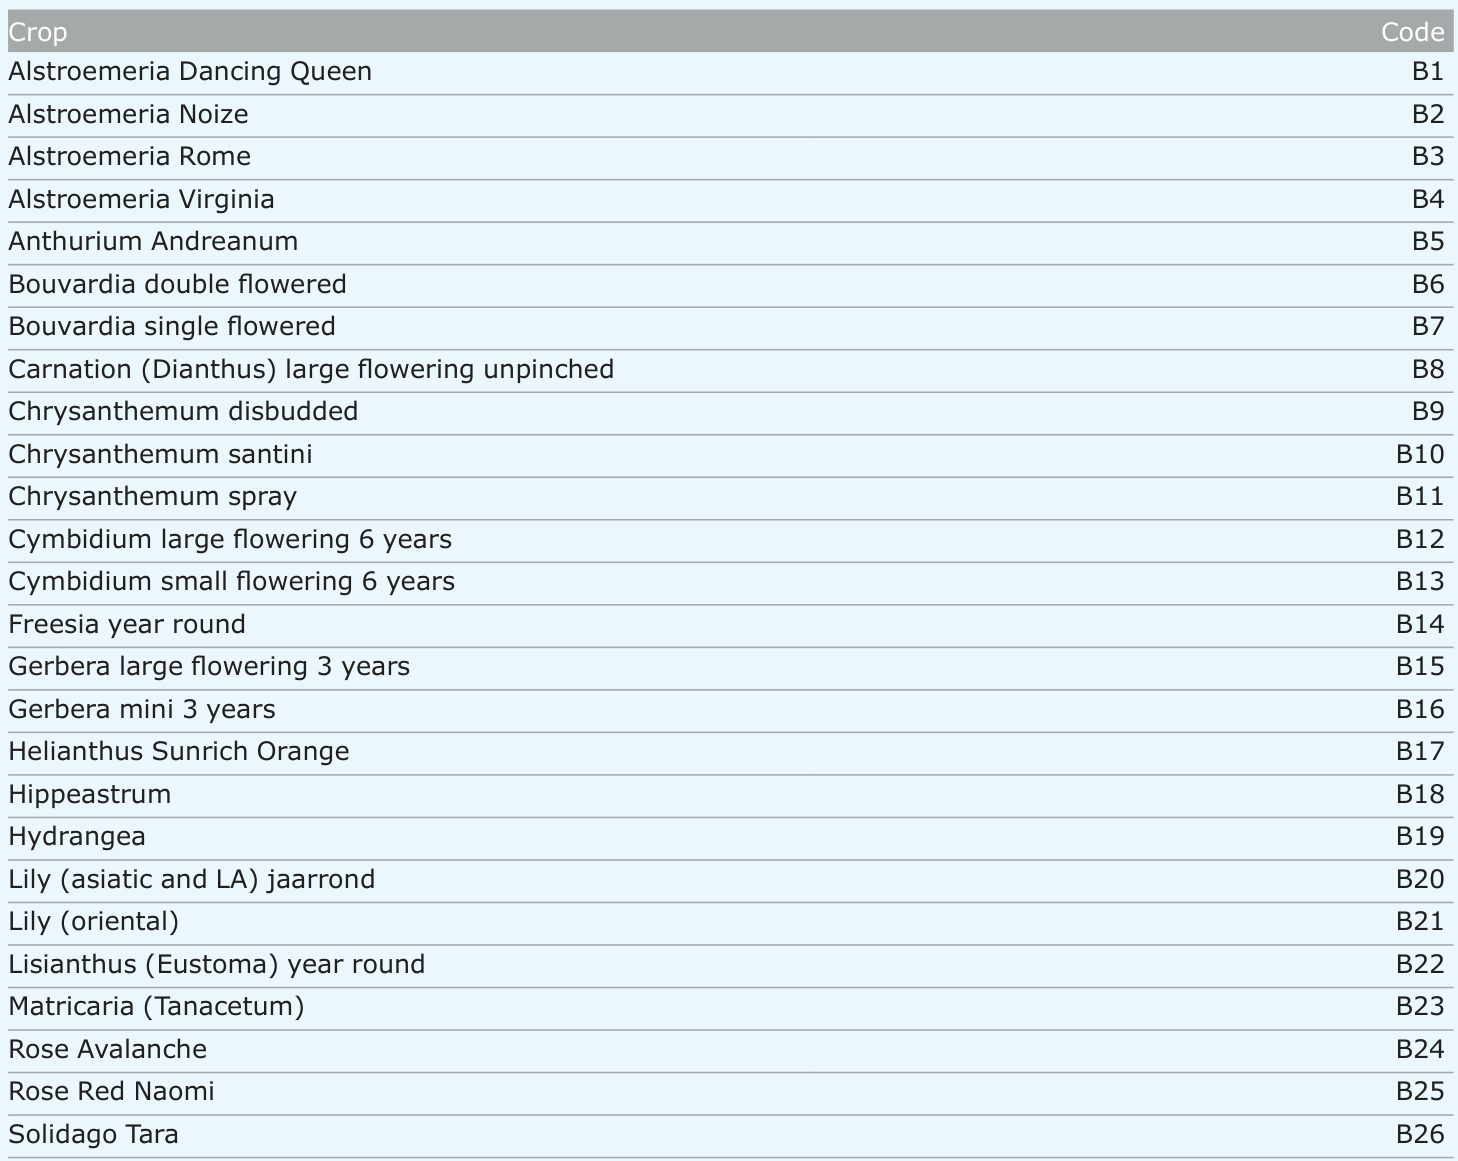 Crop Code
Alstroemeria Dancing Queen B1
Alstroemeria Noize B2
Alstroemeria Rome B3
Alstroemeria Virginia B4
Anthurium Andreanum B5
Bouvardia double flowered B6
Bouvardia single flowered B7
Carnation (Dianthus) large flowering unpinched B8
Chrysanthemum disbudded B9
Chrysanthemum santini B10
Chrysanthemum spray B11
Cymbidium large flowering 6 years B12
Cymbidium small flowering 6 years B13
Freesia year round B14
Gerbera large flowering 3 years B15
Gerbera mini 3 years B16
Helianthus Sunrich Orange B17
Hippeastrum B18
Hydrangea B19
Lily (asiatic and LA) jaarrond B20
Lily (oriental) B21
Lisianthus (Eustoma) year round B22
Matricaria (Tanacetum) B23
Rose Avalanche B24
Rose Red Naomi B25
Solidago Tara B26